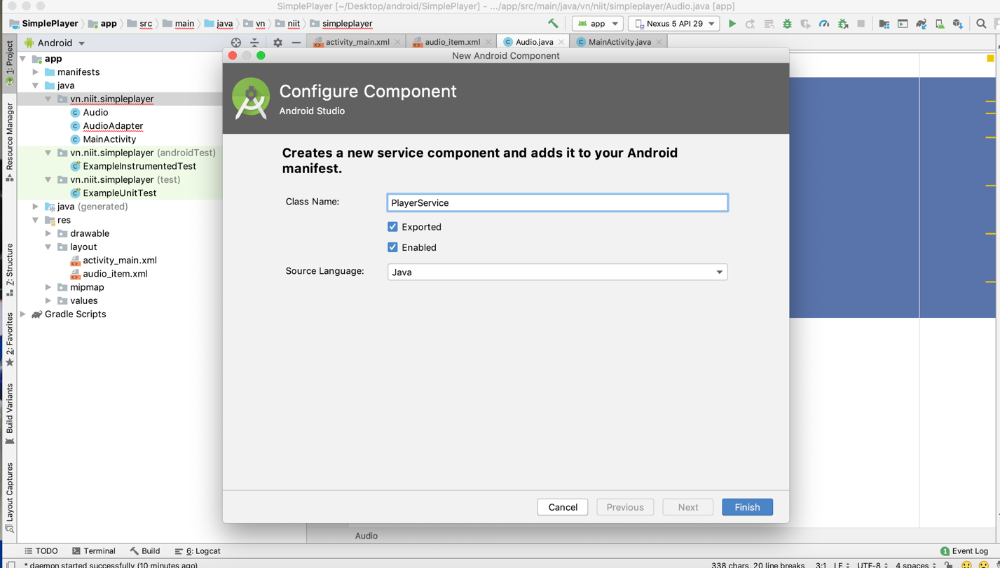 SimplePlayer [~/Desktop/android/SimplePlayer] - .../app/src/main/java/vn/niit/simpleplayer/Audio.java [app]
SimplePlayer app src main java vn niit simpleplayer app Nexus 5 API 29
Android activity_main.xml audio_item.xml Audio.java MainActivity.java
1: Project
Resource Manager
Z: Structure
2: Favorites
Build Variants
Layout Captures
app
manifests
java
vn.niit.simpleplayer
Audio
AudioAdapter
MainActivity
vn.niit.simpleplayer (androidTest)
ExampleInstrumentedTest
vn.niit.simpleplayer (test)
ExampleUnitTest
java (generated)
res
drawable
layout
activity_main.xml
audio_item.xml
mipmap
values
Gradle Scripts
New Android Component
Configure Component
Android Studio
Creates a new service component and adds it to your Android
manifest.
Class Name: PlayerService
Exported
Enabled
Source Language: Java
Cancel Previous Next Finish
Audio
TODO Terminal Build 6: Logcat 1 Event Log
* daemon started successfully (10 minutes ago) 338 chars, 20 line breaks 3:1 LF UTF-8 4 spaces